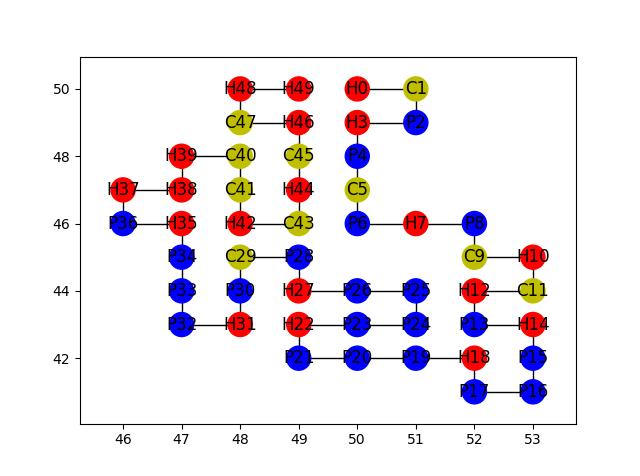 50 H48 H49 H0 C1
C47 H46 H3 P2
48 H39 C40 C45 P4
H37 H38 C41 H44 C5
46 P36 H35 H42 C43 P6 H7 P8
P34 C29 P28 C9 H10
44 P33 P30 H27 P26 P25 H12 C11
P32 H31 H22 P23 P24 P13 H14
42 P21 P20 P19 H18 P15
P17 P16
46 47 48 49 50 51 52 53